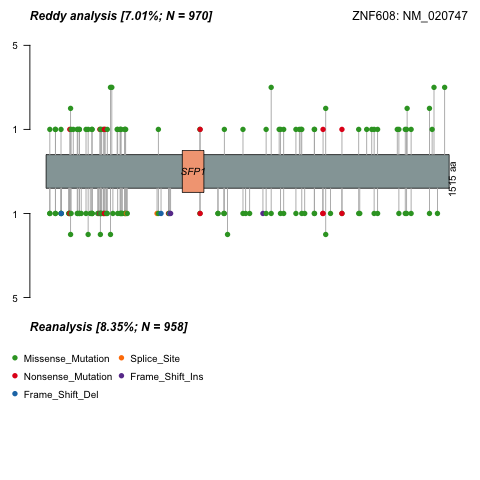 Reddy analysis [7.01%; N = 970]
ZNF608: NM_020747
5
1
SFP1
1515 aa
1
5
Reanalysis [8.35%; N = 958]
Missense_Mutation
Splice_Site
Nonsense_Mutation
Frame_Shift_Ins
Frame_Shift_Del